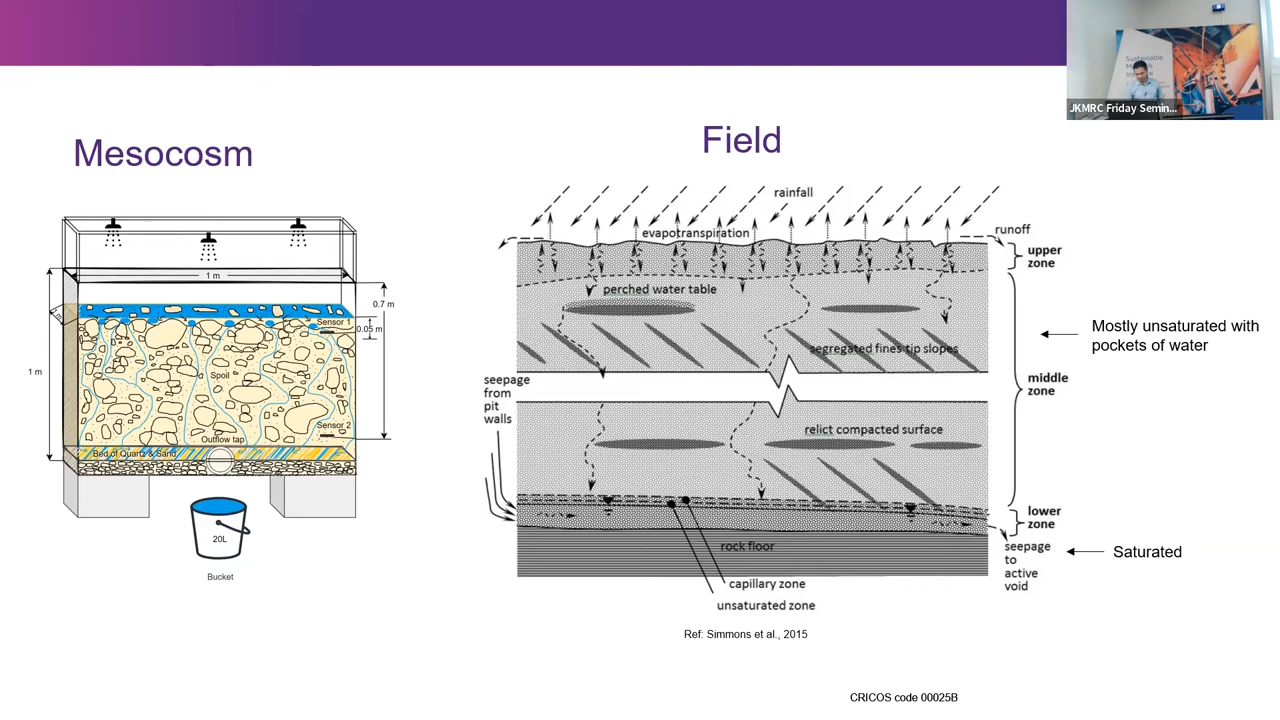 Sustainable
JKMRC Friday Semin...
Mesocosm
1 m
0.7 m
Sensor 1
0.05 m
1 m
Spoil
Sensor 2
Outflow tap
Bed of Quartz & Sand
20L
Bucket
Field
rainfall
evapotranspiration
runoff
upper
zone
perched water table
segregated fines tip slopes
Mostly unsaturated with
pockets of water
middle
zone
seepage
from
pit
walls
relict compacted surface
lower
zone
rock floor
seepage
to
active
void
Saturated
capillary zone
unsaturated zone
Ref: Simmons et al., 2015
CRICOS code 00025B